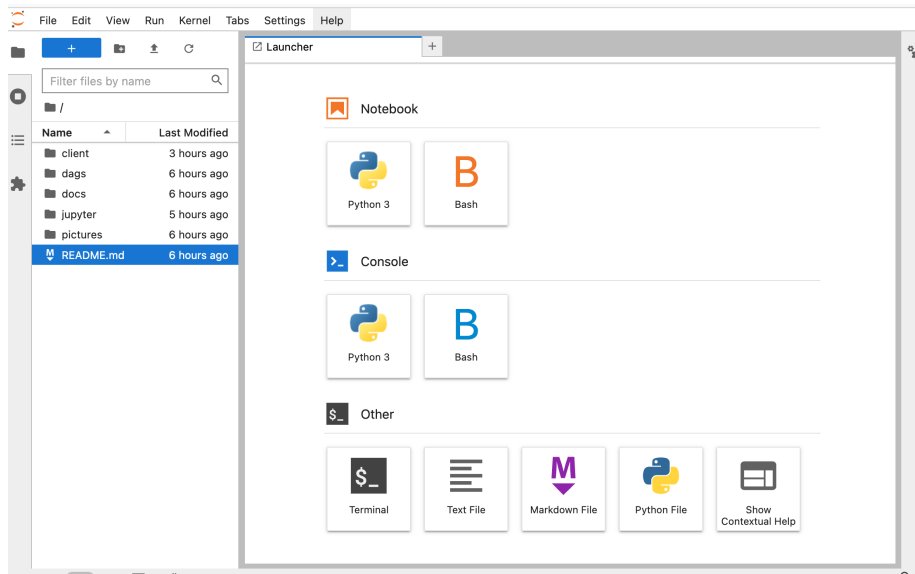 File Edit View Run Kernel Tabs Settings Help
+
Filter files by name
/
Name Last Modified
client 3 hours ago
dags 6 hours ago
docs 6 hours ago
jupyter 5 hours ago
pictures 6 hours ago
M README.md 6 hours ago
Launcher +
Notebook
Python 3
B Bash
>_ Console
Python 3
B Bash
$_ Other
$_ Terminal
Text File
M Markdown File
Python File
Show
Contextual Help